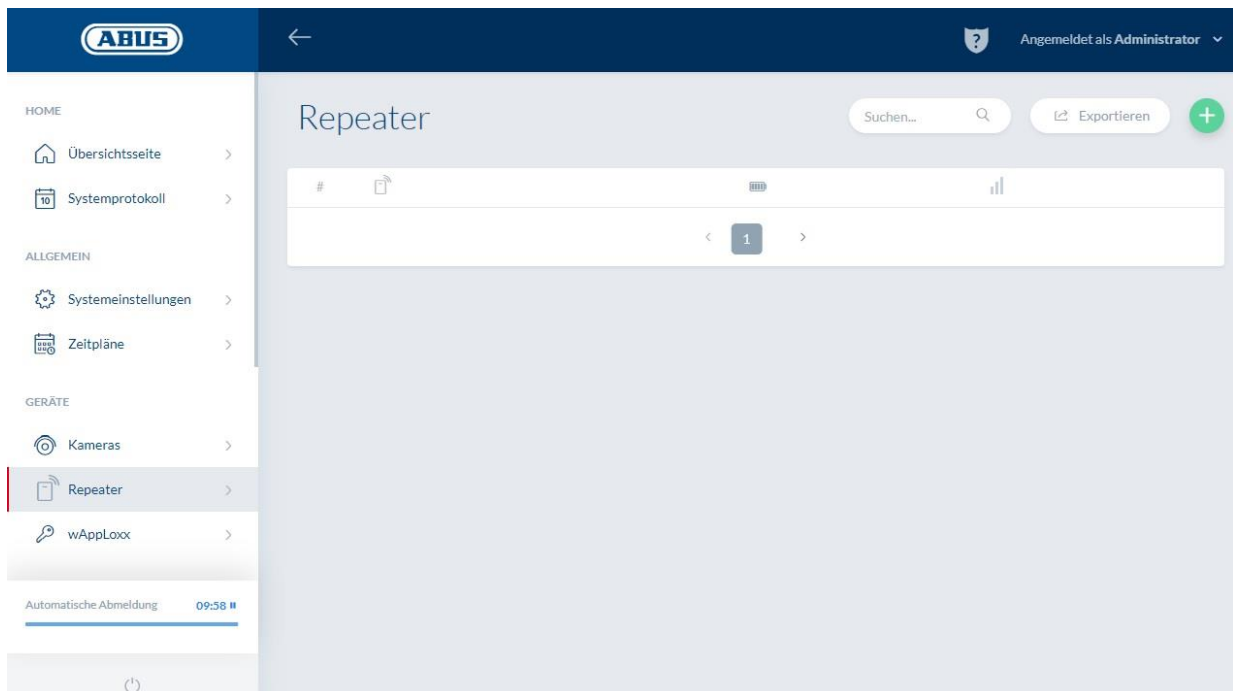 ABUS
?
Angemeldet als Administrator
HOME
Übersichtsseite
10
Systemprotokoll
ALLGEMEIN
Systemeinstellungen
Zeitpläne
GERÄTE
Kameras
Repeater
wAppLoxx
Automatische Abmeldung 09:58
Repeater
Suchen...
Exportieren
#
1